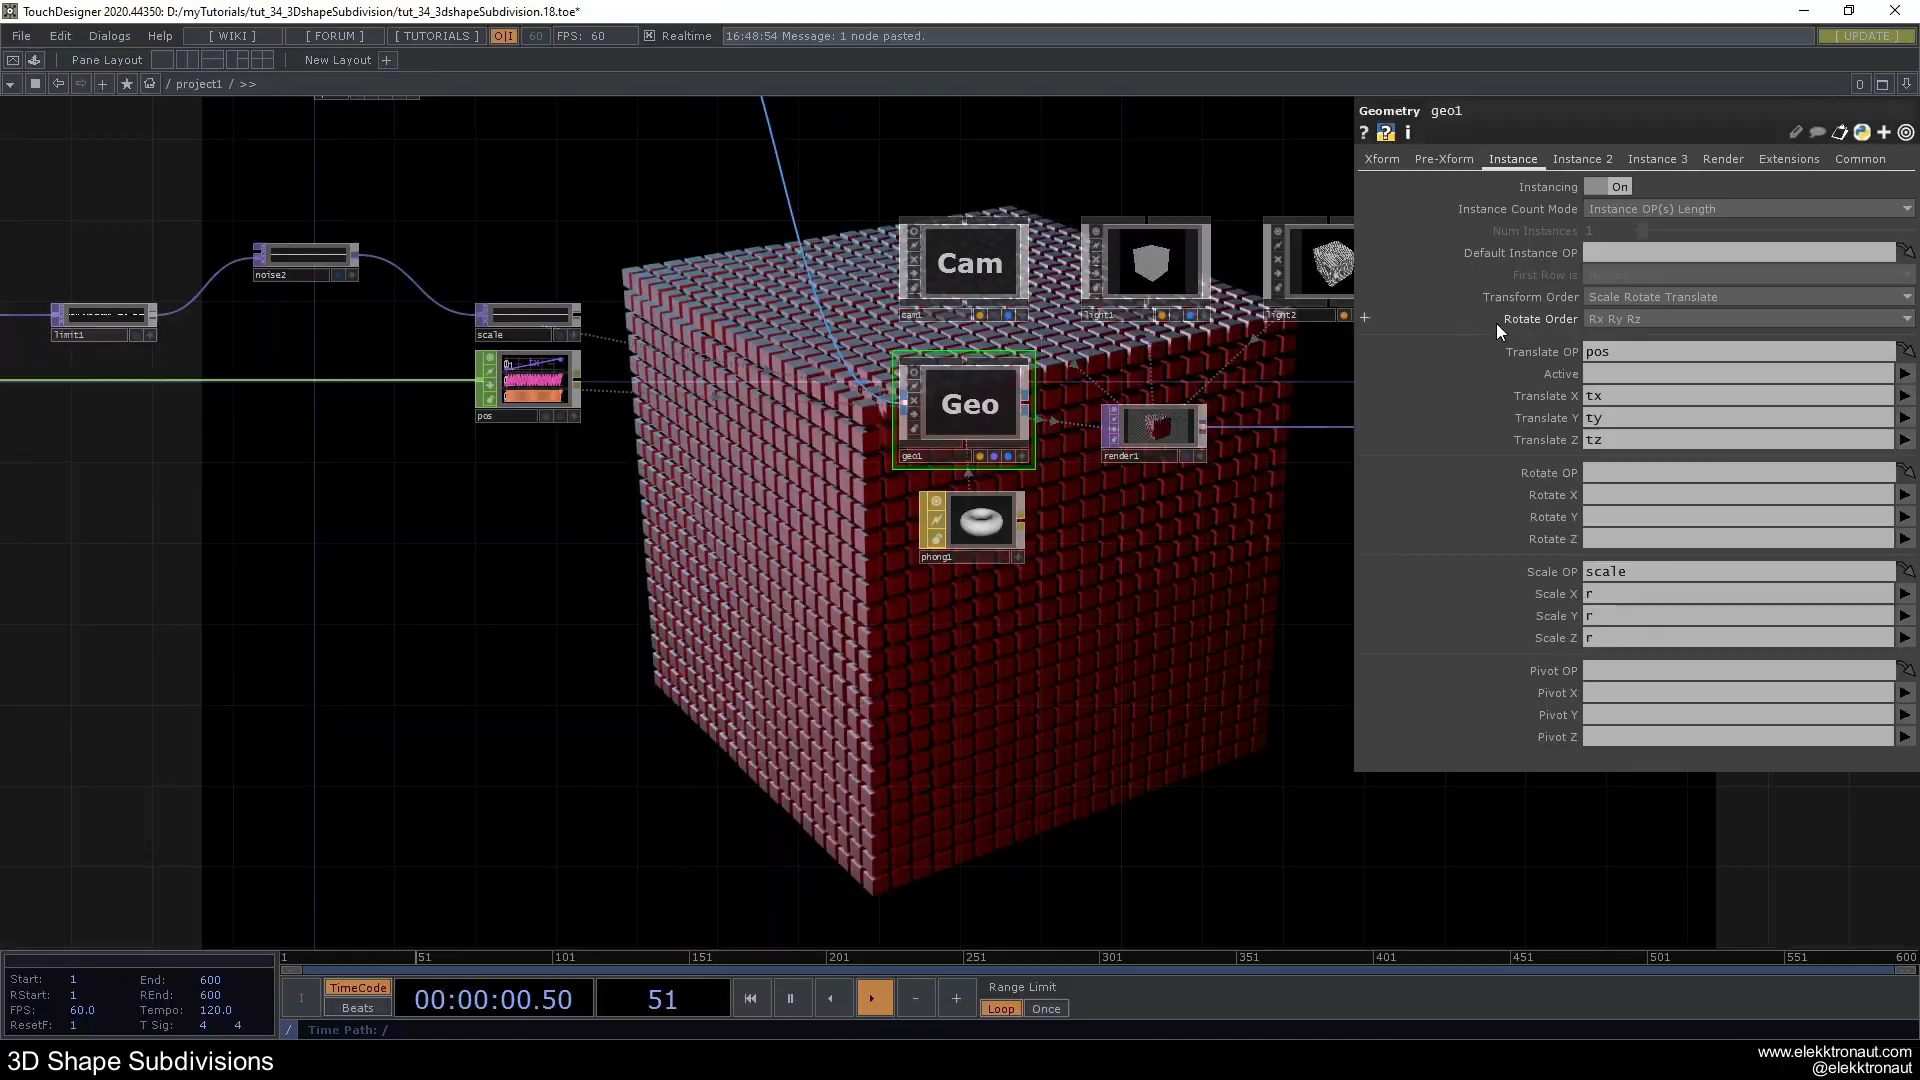 TouchDesigner 2020.44350: D:/myTutorials/tut_34_3DshapeSubdivision/tut_34_3dshapeSubdivision.18.toe*
File Edit Dialogs Help [ WIKI ] [ FORUM ] [ TUTORIALS ] O|I 60 FPS: 60 Realtime 16:48:54 Message: 1 node pasted. [ UPDATE ]
Pane Layout New Layout +
/ project1 / >> 0
Geometry geo1
? ? i
Xform Pre-Xform Instance Instance 2 Instance 3 Render Extensions Common
Instancing On
Instance Count Mode Instance OP(s) Length
Num Instances 1
Default Instance OP
First Row is
Transform Order Scale Rotate Translate
Rotate Order Rx Ry Rz
Translate OP pos
Active
Translate X tx
Translate Y ty
Translate Z tz
Rotate OP
Rotate X
Rotate Y
Rotate Z
Scale OP scale
Scale X r
Scale Y r
Scale Z r
Pivot OP
Pivot X
Pivot Y
Pivot Z
noise2
limit1
scale
pos
Cam
cam1
light1
light2
Geo
geo1
render1
phong1
1 51 101 151 201 251 301 351 401 451 501 551 600
Start: 1 End: 600
RStart: 1 REnd: 600
FPS: 60.0 Tempo: 120.0
ResetF: 1 T Sig: 4 4
TimeCode
Beats
00:00:00.50
51
Range Limit
Loop Once
/ Time Path: /
3D Shape Subdivisions
www.elekktronaut.com
@elekktronaut